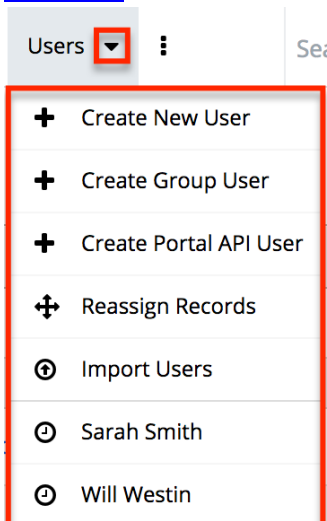 Users
Create New User
Create Group User
Create Portal API User
Reassign Records
Import Users
Sarah Smith
Will Westin